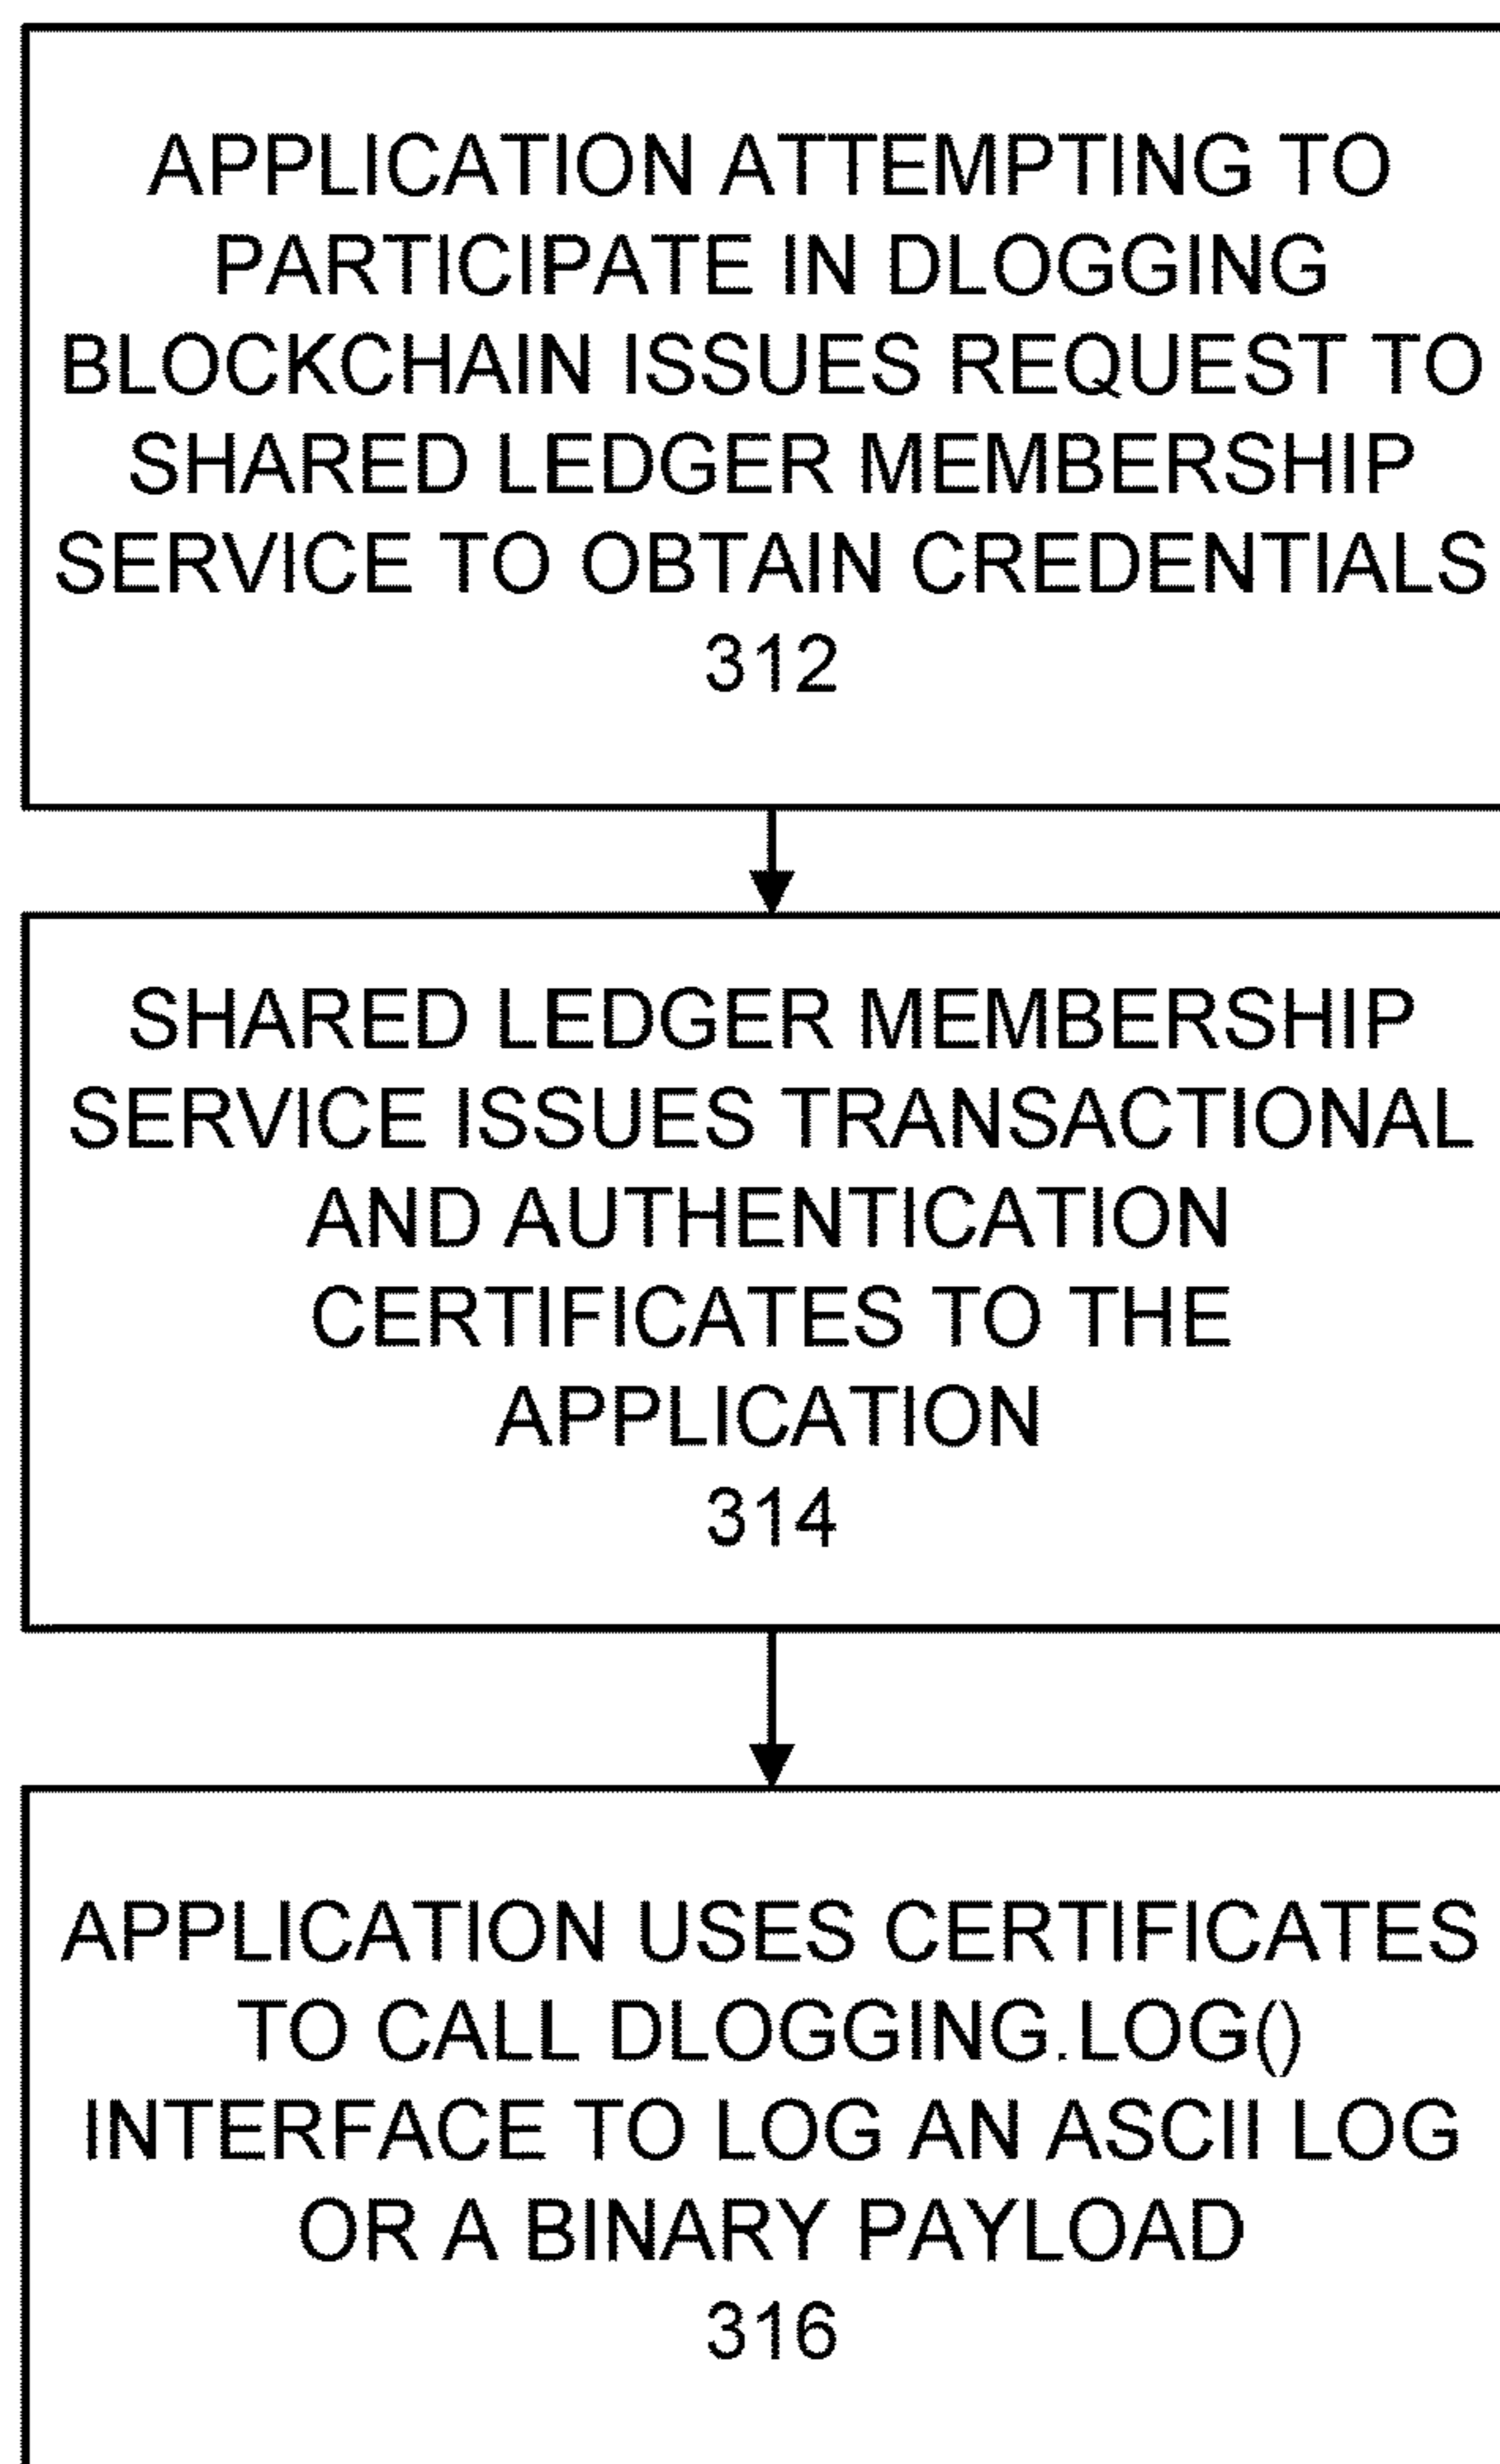 APPLICATION ATTEMPTING TO
PARTICIPATE IN DLOGGING
BLOCKCHAIN ISSUES REQUEST TO
SHARED LEDGER MEMBERSHIP
SERVICE TO OBTAIN CREDENTIALS
312
SHARED LEDGER MEMBERSHIP
SERVICE ISSUES TRANSACTIONAL
AND AUTHENTICATION
CERTIFICATES TO THE
APPLICATION
314
APPLICATION USES CERTIFICATES
TO CALL DLOGGING.LOG()
INTERFACE TO LOG AN ASCII LOG
OR A BINARY PAYLOAD
316